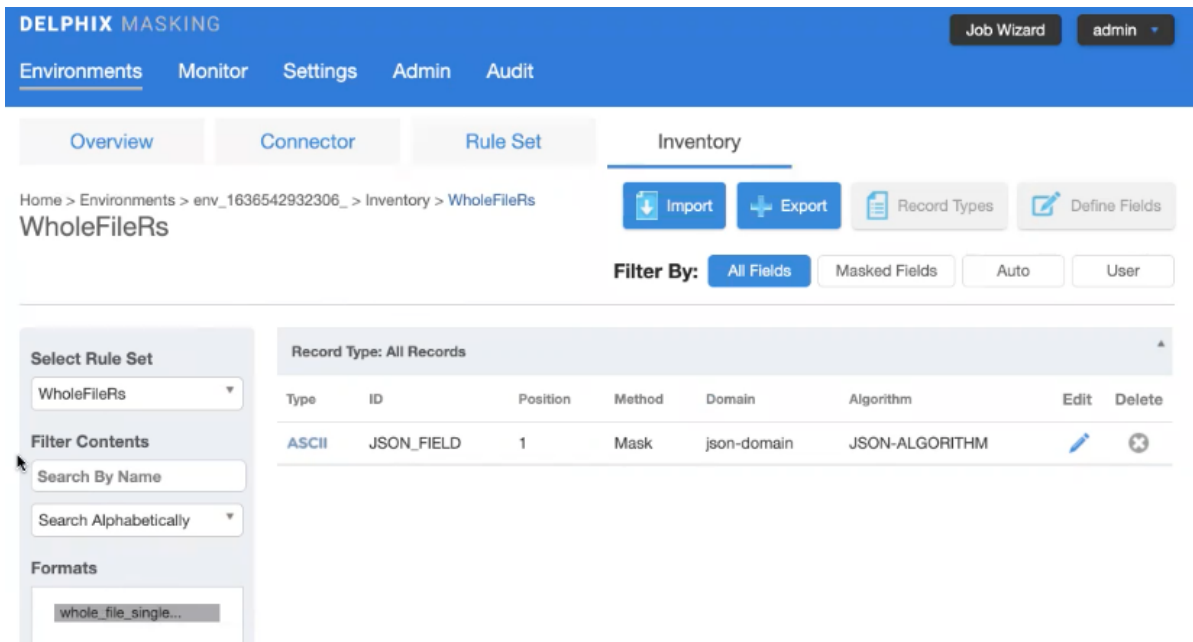 DELPHIX MASKING
Job Wizard admin
Environments Monitor Settings Admin Audit
Overview Connector Rule Set Inventory
Home > Environments > env_1636542932306_ > Inventory > WholeFileRs
WholeFileRs
Import Export Record Types Define Fields
Filter By: All Fields Masked Fields Auto User
Select Rule Set
WholeFileRs
Filter Contents
Search By Name
Search Alphabetically
Formats
whole_file_single...
Record Type: All Records
Type ID Position Method Domain Algorithm Edit Delete
ASCII JSON_FIELD 1 Mask json-domain JSON-ALGORITHM